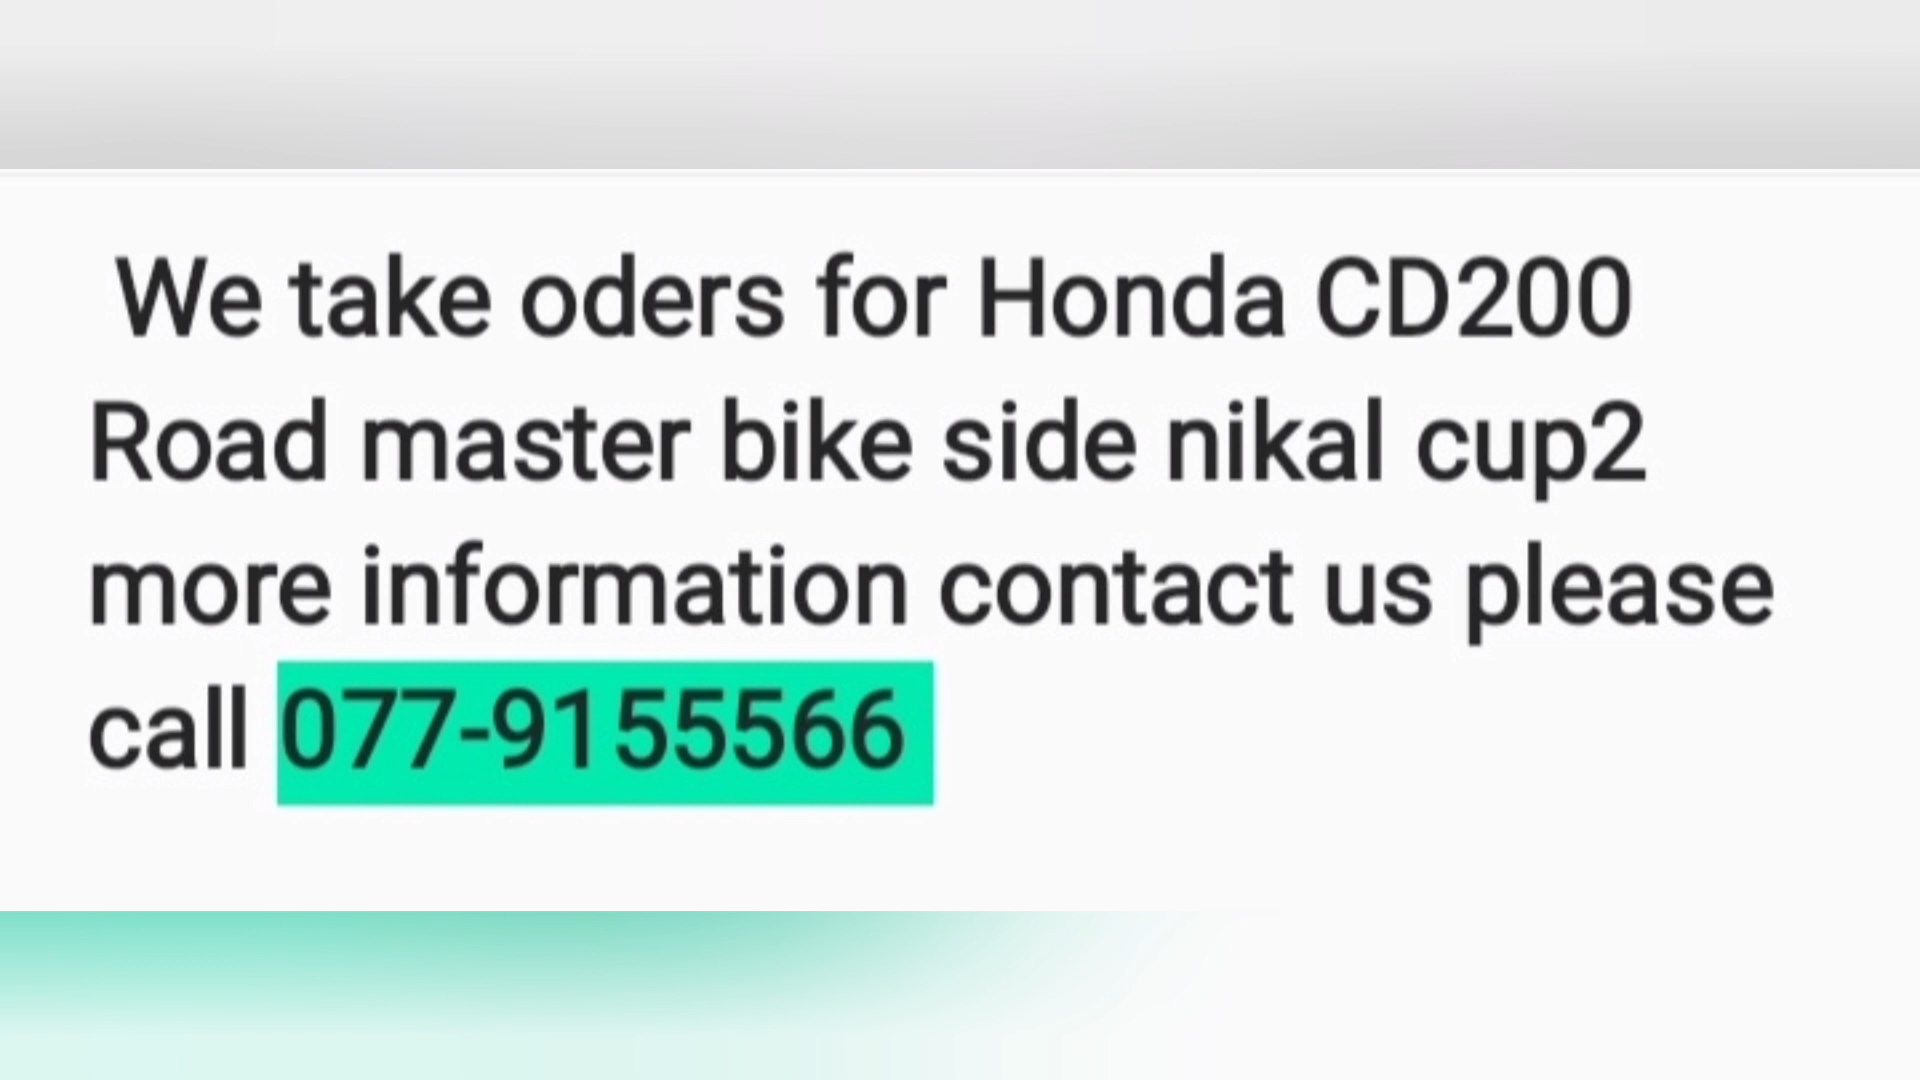 We take oders for Honda CD200
Road master bike side nikal cup2
more information contact us please
call 077-9155566